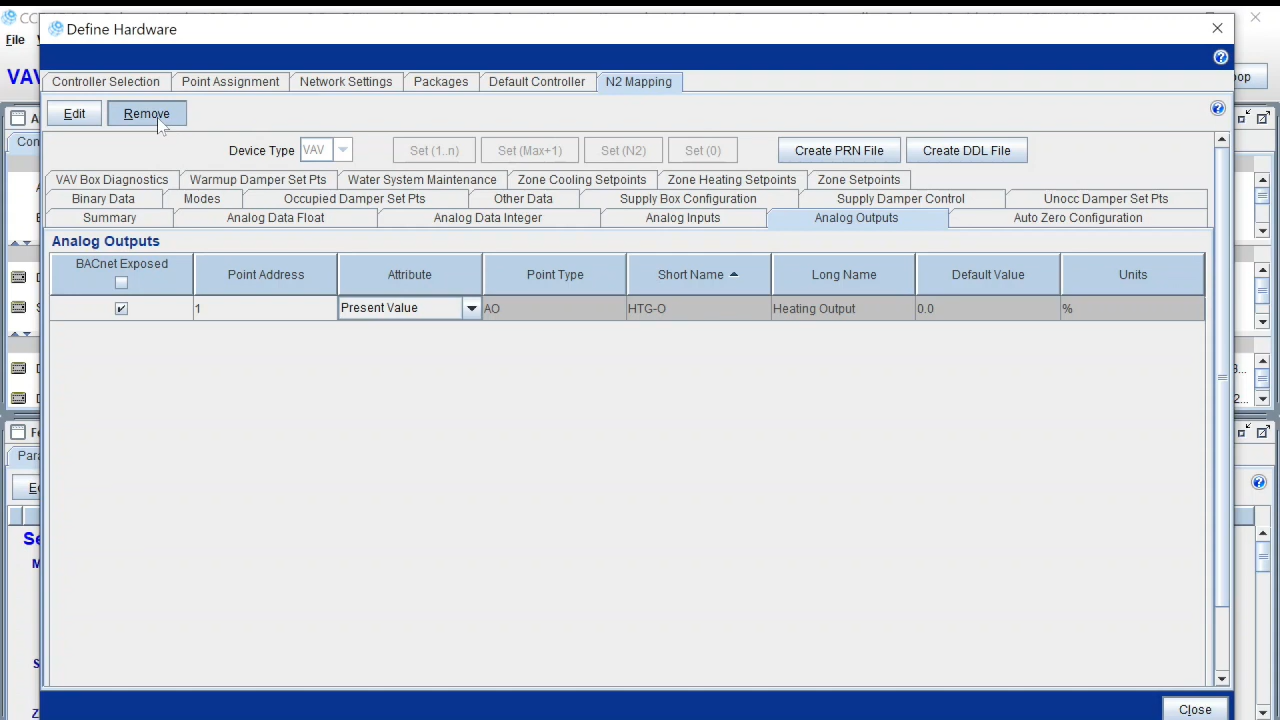 CC
Define Hardware
File
VAV
Controller Selection
Point Assignment
Network Settings
Packages
Default Controller
N2 Mapping
Edit
Remove
Device Type
VAV
Set (1..n)
Set (Max+1)
Set (N2)
Set (0)
Create PRN File
Create DDL File
VAV Box Diagnostics
Warmup Damper Set Pts
Water System Maintenance
Zone Cooling Setpoints
Zone Heating Setpoints
Zone Setpoints
Binary Data
Modes
Occupied Damper Set Pts
Other Data
Supply Box Configuration
Supply Damper Control
Unocc Damper Set Pts
Summary
Analog Data Float
Analog Data Integer
Analog Inputs
Analog Outputs
Auto Zero Configuration
Analog Outputs
BACnet Exposed
Point Address
Attribute
Point Type
Short Name
Long Name
Default Value
Units
1
Present Value
AO
HTG-O
Heating Output
0.0
%
Close